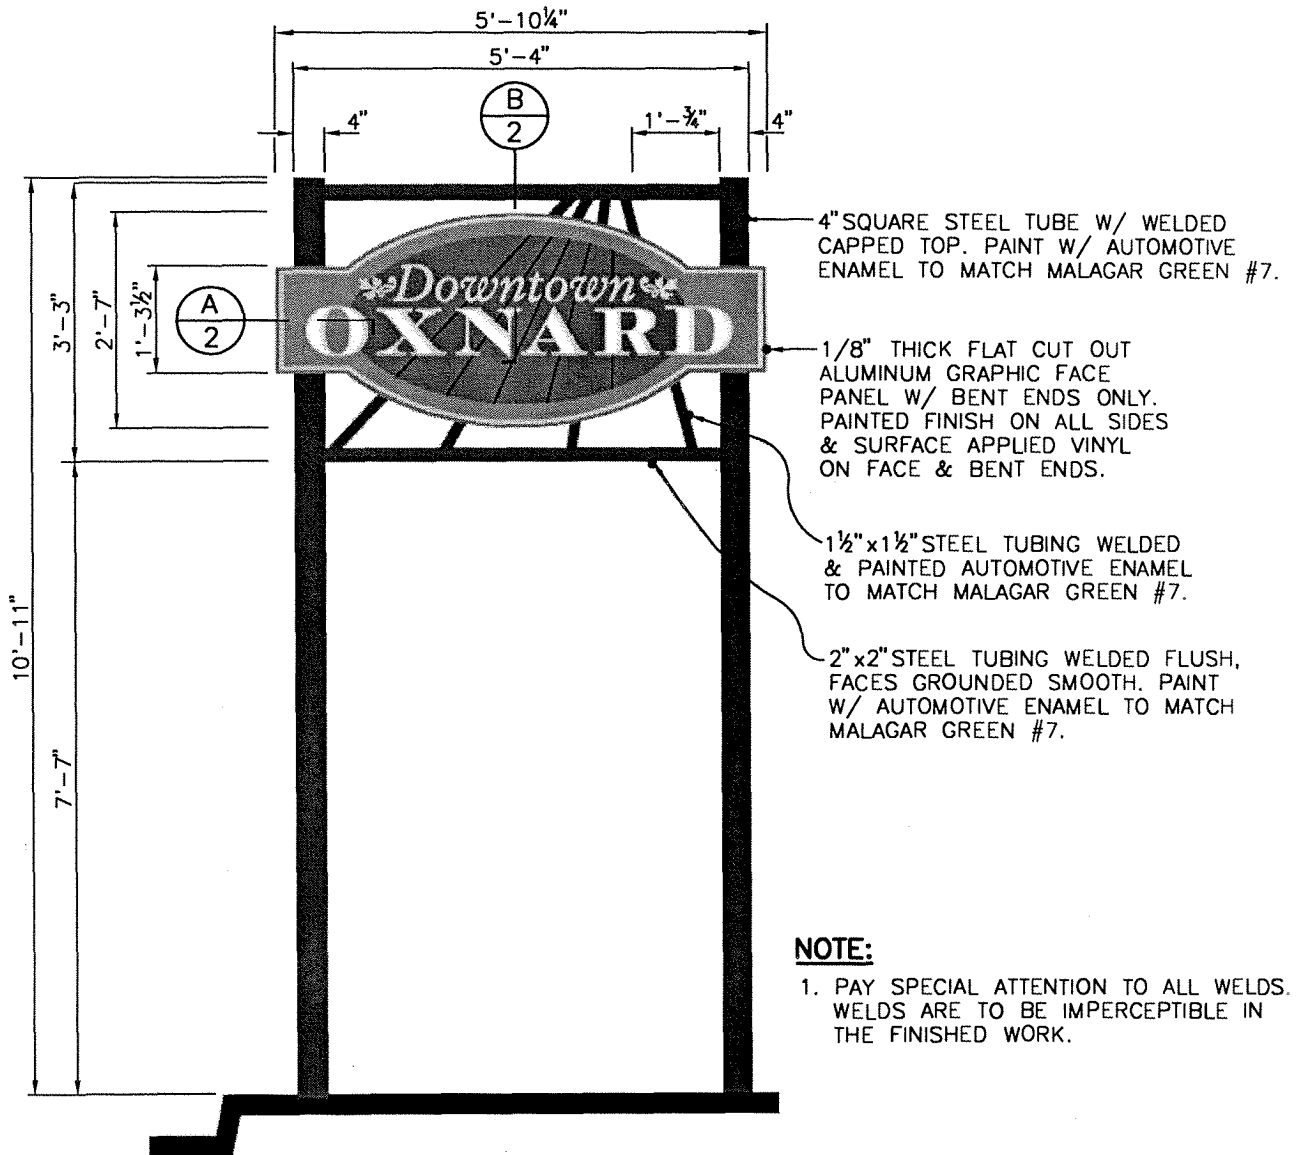 5'-10¼"
5'-4"
B
2
4"
1'-¾"
4"
10'-11"
3'-3"
7'-7"
2'-7"
1'-3½"
A
2
Downtown
OXNARD
4" SQUARE STEEL TUBE W/ WELDED
CAPPED TOP. PAINT W/ AUTOMOTIVE
ENAMEL TO MATCH MALAGAR GREEN #7.
1/8" THICK FLAT CUT OUT
ALUMINUM GRAPHIC FACE
PANEL W/ BENT ENDS ONLY.
PAINTED FINISH ON ALL SIDES
& SURFACE APPLIED VINYL
ON FACE & BENT ENDS.
1½"x1½" STEEL TUBING WELDED
& PAINTED AUTOMOTIVE ENAMEL
TO MATCH MALAGAR GREEN #7.
2"x2" STEEL TUBING WELDED FLUSH,
FACES GROUNDED SMOOTH. PAINT
W/ AUTOMOTIVE ENAMEL TO MATCH
MALAGAR GREEN #7.
NOTE:
1. PAY SPECIAL ATTENTION TO ALL WELDS.
WELDS ARE TO BE IMPERCEPTIBLE IN
THE FINISHED WORK.